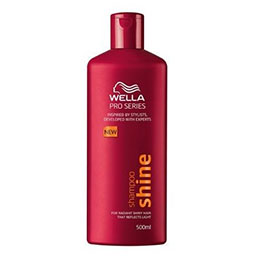 WELLA
PRO SERIES
INSPIRED BY STYLISTS,
DEVELOPED WITH EXPERTS
NEW
shampoo
shine
FOR RADIANT SHINY HAIR
THAT REFLECTS LIGHT
500ml